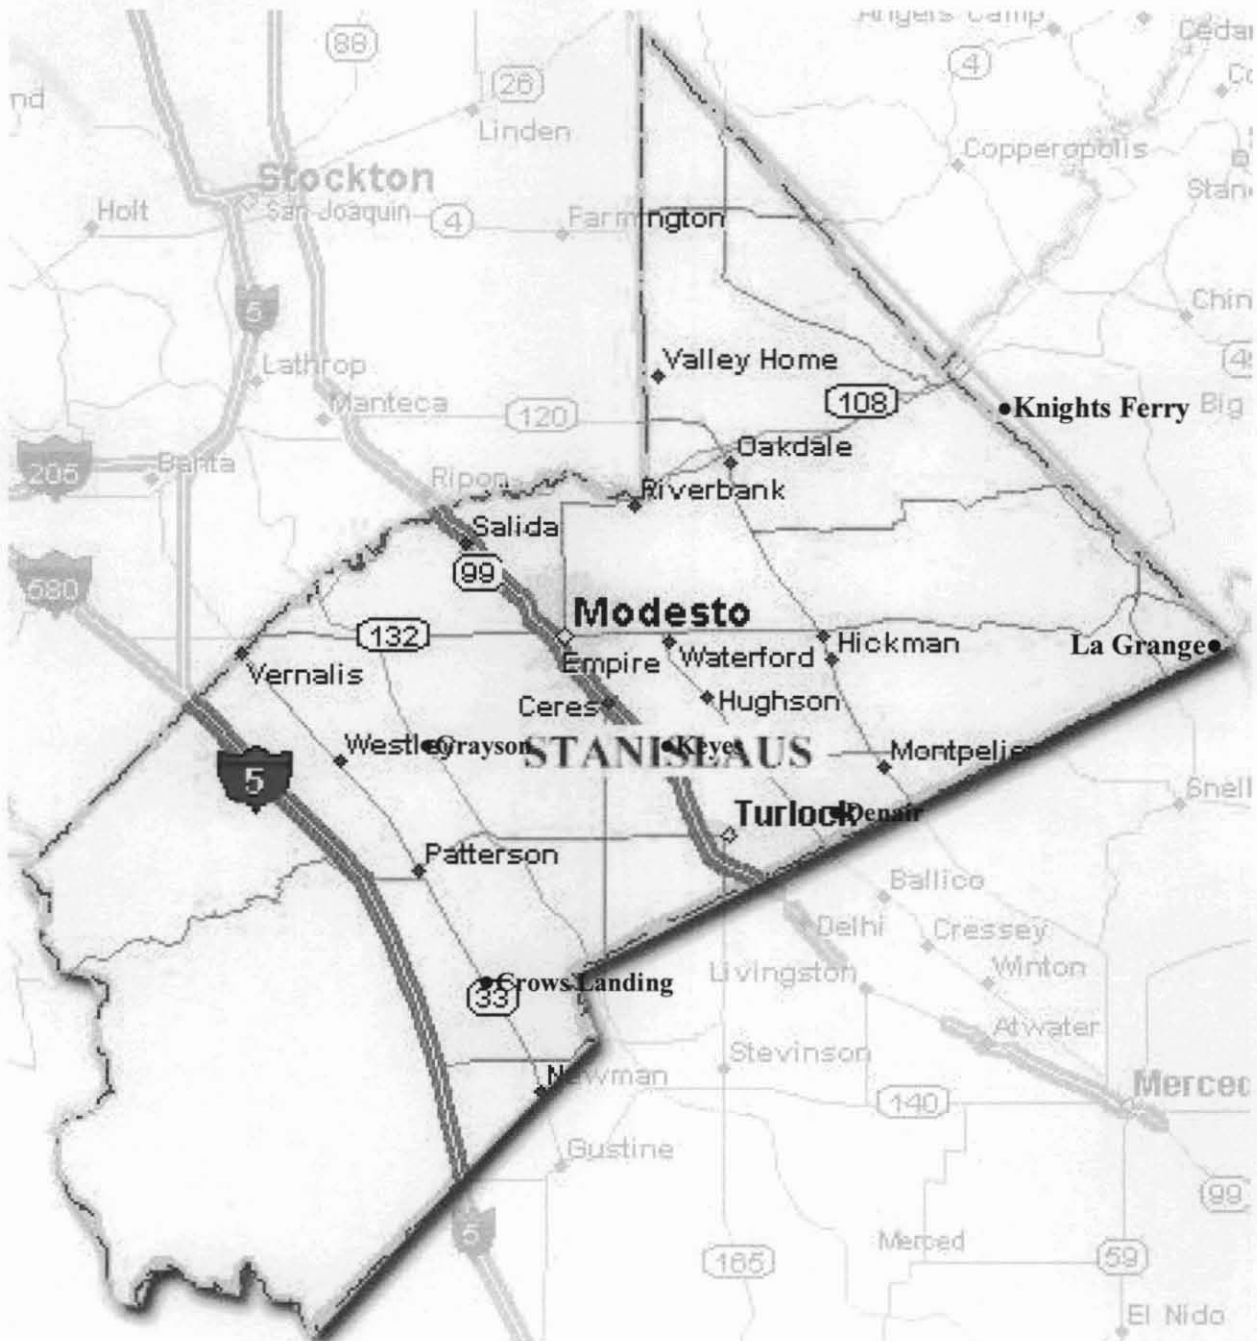 Angels Camp
88
4
26
nd
Linden
Copperopolis
Stockton
Holt
San Joaquin
4
Farmington
5
Chin
Valley Home
Lathrop
Manteca
120
108
Knights Ferry
Big
205
Banta
Ripon
Oakdale
Riverbank
Salida
580
99
Modesto
132
Hickman
La Grange
Vernalis
Empire
Waterford
Ceres
Hughson
Westley
Grayson
STANISLAUS
Keyes
Montpelier
5
Snell
Turlock
Denair
Patterson
Ballico
Delhi
Cressey
Livingston
Winton
Crows Landing
33
Atwater
Stevinson
Newman
Merced
140
Gustine
99
5
Merced
165
59
El Nido